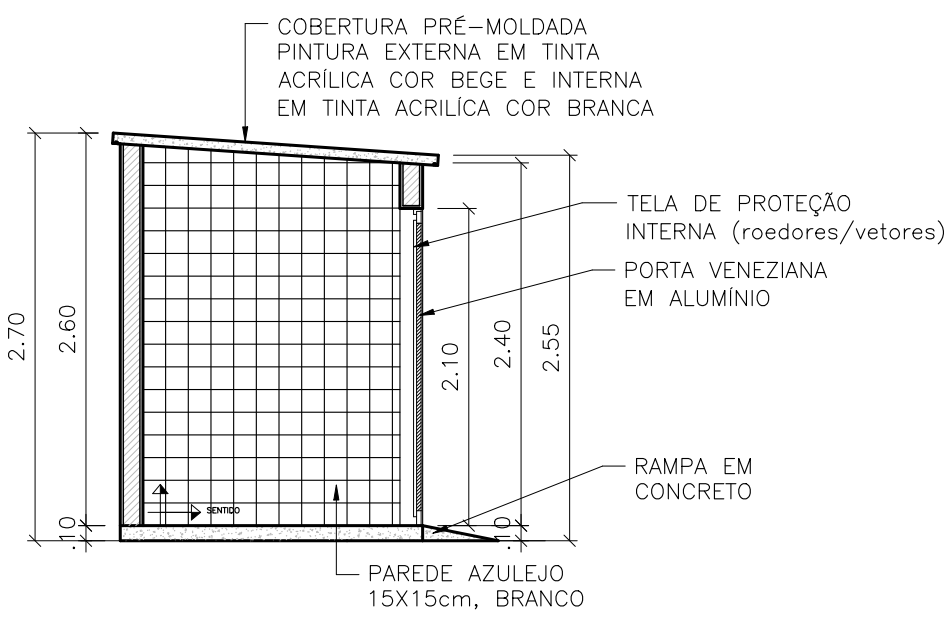 COBERTURA PRÉ-MOLDADA
PINTURA EXTERNA EM TINTA
ACRÍLICA COR BEGE E INTERNA
EM TINTA ACRILÍCA COR BRANCA
TELA DE PROTEÇÃO
INTERNA (roedores/vetores)
PORTA VENEZIANA
EM ALUMÍNIO
2.70
2.60
2.10
2.40
2.55
RAMPA EM
CONCRETO
SENTIDO
.10
.10
PAREDE AZULEJO
15X15cm, BRANCO